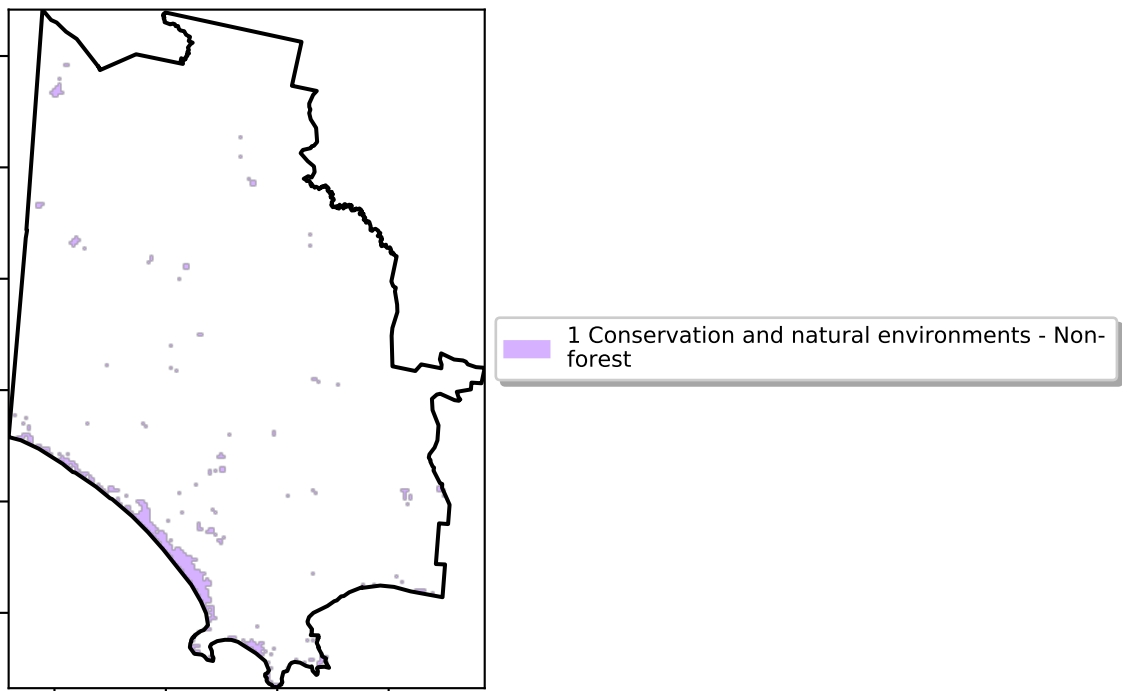 1 Conservation and natural environments - Non-
forest